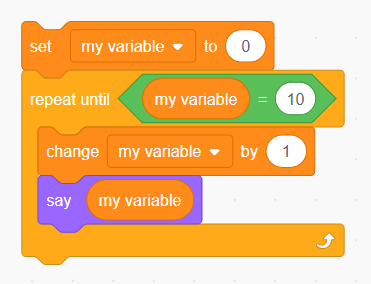 set my variable to 0
repeat until my variable = 10
change my variable by 1
say my variable